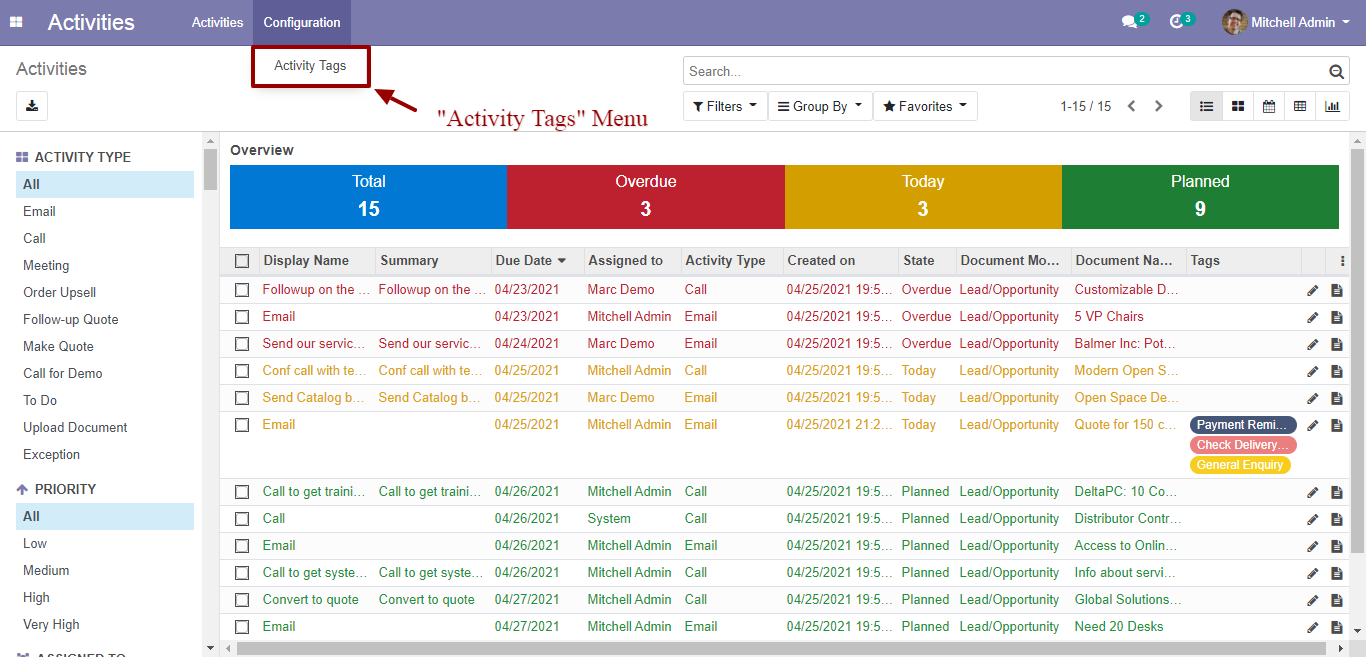 Activities Activities Configuration 2 3 Mitchell Admin
Activities
Activity Tags
Search...
"Activity Tags" Menu
Filters Group By Favorites 1-15 / 15
ACTIVITY TYPE
All
Email
Call
Meeting
Order Upsell
Follow-up Quote
Make Quote
Call for Demo
To Do
Upload Document
Exception
PRIORITY
All
Low
Medium
High
Very High
ASSIGNED TO
Overview
Total Overdue Today Planned
15 3 3 9
Display Name Summary Due Date Assigned to Activity Type Created on State Document Mo... Document Na... Tags
Followup on the ... Followup on the ... 04/23/2021 Marc Demo Call 04/25/2021 19:5... Overdue Lead/Opportunity Customizable D...
Email 04/23/2021 Mitchell Admin Email 04/25/2021 19:5... Overdue Lead/Opportunity 5 VP Chairs
Send our servic... Send our servic... 04/24/2021 Marc Demo Email 04/25/2021 19:5... Overdue Lead/Opportunity Balmer Inc: Pot...
Conf call with te... Conf call with te... 04/25/2021 Mitchell Admin Call 04/25/2021 19:5... Today Lead/Opportunity Modern Open S...
Send Catalog b... Send Catalog b... 04/25/2021 Marc Demo Email 04/25/2021 19:5... Today Lead/Opportunity Open Space De...
Email 04/25/2021 Mitchell Admin Email 04/25/2021 21:2... Today Lead/Opportunity Quote for 150 c... Payment Remi...
Check Delivery...
General Enquiry
Call to get traini... Call to get traini... 04/26/2021 Mitchell Admin Call 04/25/2021 19:5... Planned Lead/Opportunity DeltaPC: 10 Co...
Call 04/26/2021 System Call 04/25/2021 19:5... Planned Lead/Opportunity Distributor Contr...
Email 04/26/2021 Mitchell Admin Email 04/25/2021 19:5... Planned Lead/Opportunity Access to Onlin...
Call to get syste... Call to get syste... 04/26/2021 Mitchell Admin Call 04/25/2021 19:5... Planned Lead/Opportunity Info about servi...
Convert to quote Convert to quote 04/27/2021 Mitchell Admin Call 04/25/2021 19:5... Planned Lead/Opportunity Global Solutions...
Email 04/27/2021 Mitchell Admin Email 04/25/2021 19:5... Planned Lead/Opportunity Need 20 Desks